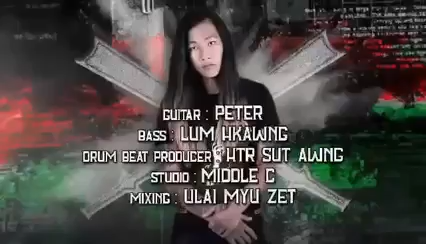 GUITAR : PETER
BASS : LUM HKAWNG
DRUM BEAT PRODUCER : HTR SUT AWNG
STUDIO : MIDDLE C
MIXING : ULAI MYU ZET